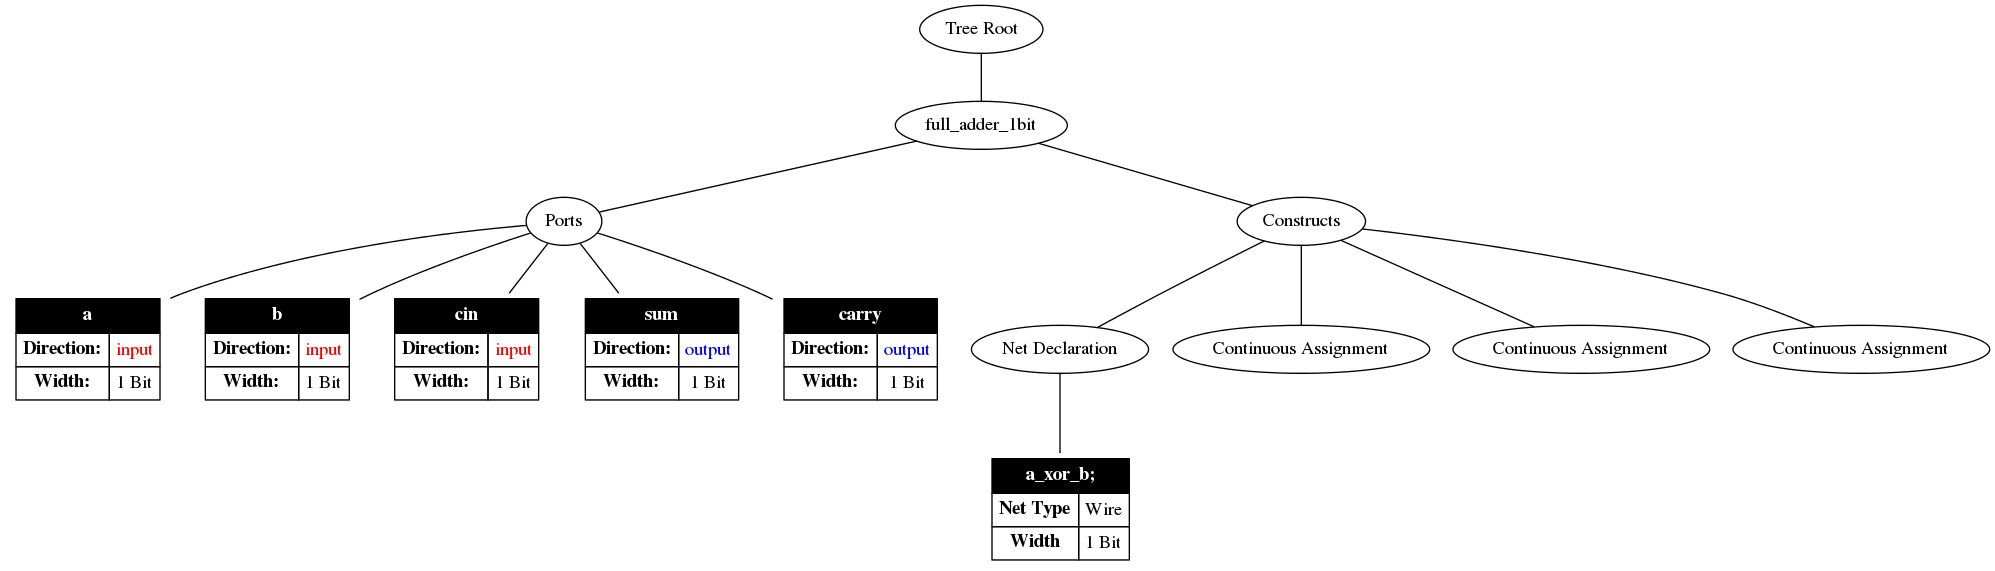 Tree Root
full_adder_1bit
Ports
Constructs
a
Direction: input
Width: 1 Bit
b
Direction: input
Width: 1 Bit
cin
Direction: input
Width: 1 Bit
sum
Direction: output
Width: 1 Bit
carry
Direction: output
Width: 1 Bit
Net Declaration
Continuous Assignment
Continuous Assignment
Continuous Assignment
a_xor_b;
Net Type Wire
Width 1 Bit